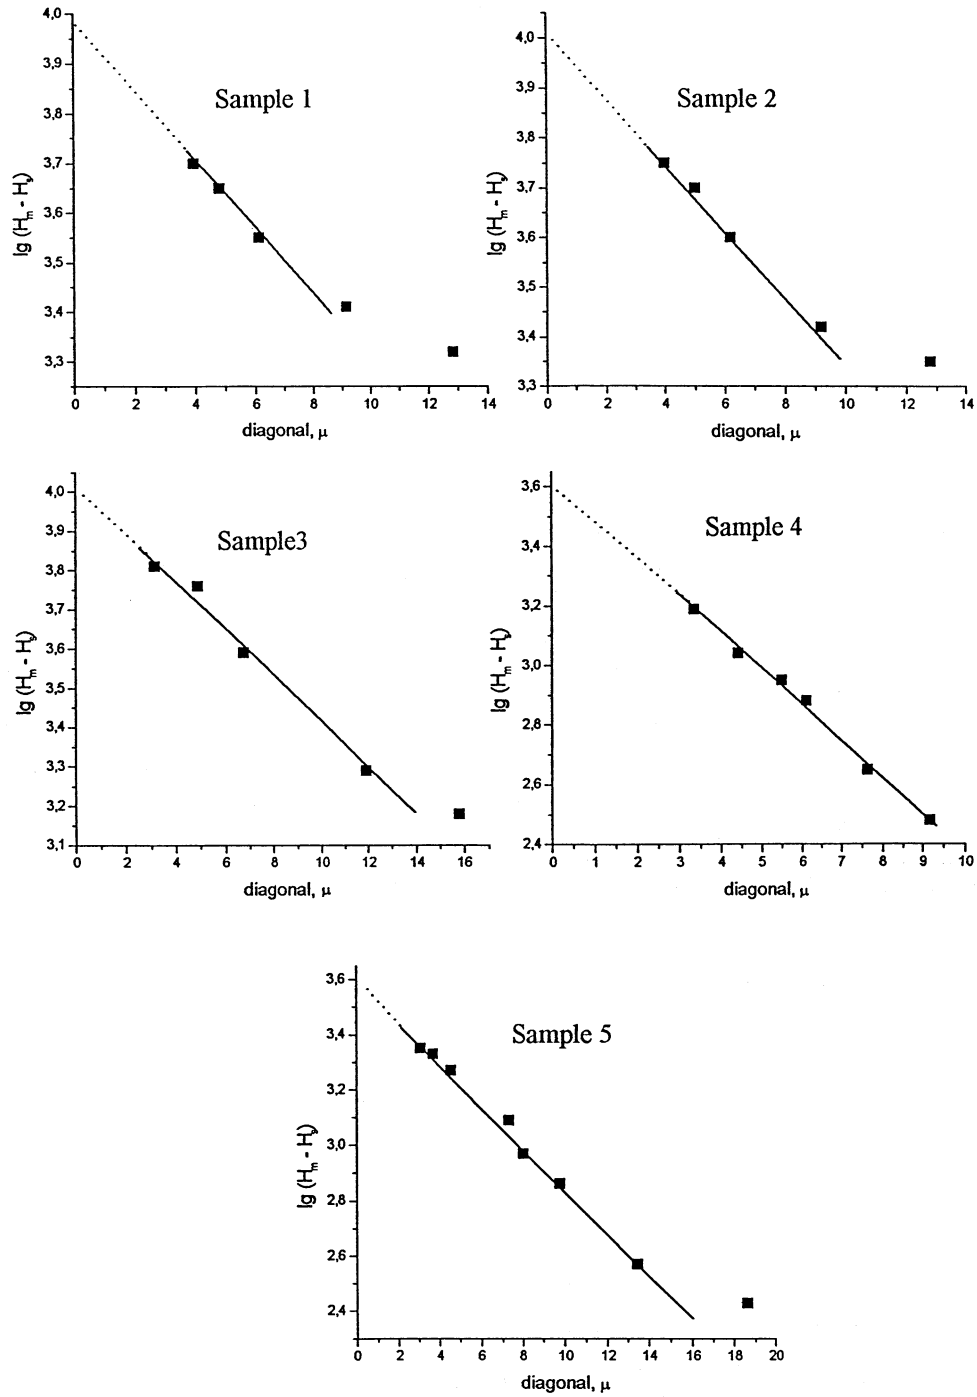 4,0
3,9
3,8
3,7
3,6
3,5
3,4
3,3
lg (Hm - Hs)
Sample 1
0 2 4 6 8 10 12 14
diagonal, μ
4,0
3,9
3,8
3,7
3,6
3,5
3,4
3,3
lg (Hm - Hs)
Sample 2
0 2 4 6 8 10 12 14
diagonal, μ
4,0
3,9
3,8
3,7
3,6
3,5
3,4
3,3
3,2
3,1
lg (Hm - Hs)
Sample3
0 2 4 6 8 10 12 14 16
diagonal, μ
3,6
3,4
3,2
3,0
2,8
2,6
2,4
lg (Hm - Hs)
Sample 4
0 1 2 3 4 5 6 7 8 9 10
diagonal, μ
3,6
3,4
3,2
3,0
2,8
2,6
2,4
lg (Hm - Hs)
Sample 5
0 2 4 6 8 10 12 14 16 18 20
diagonal, μ